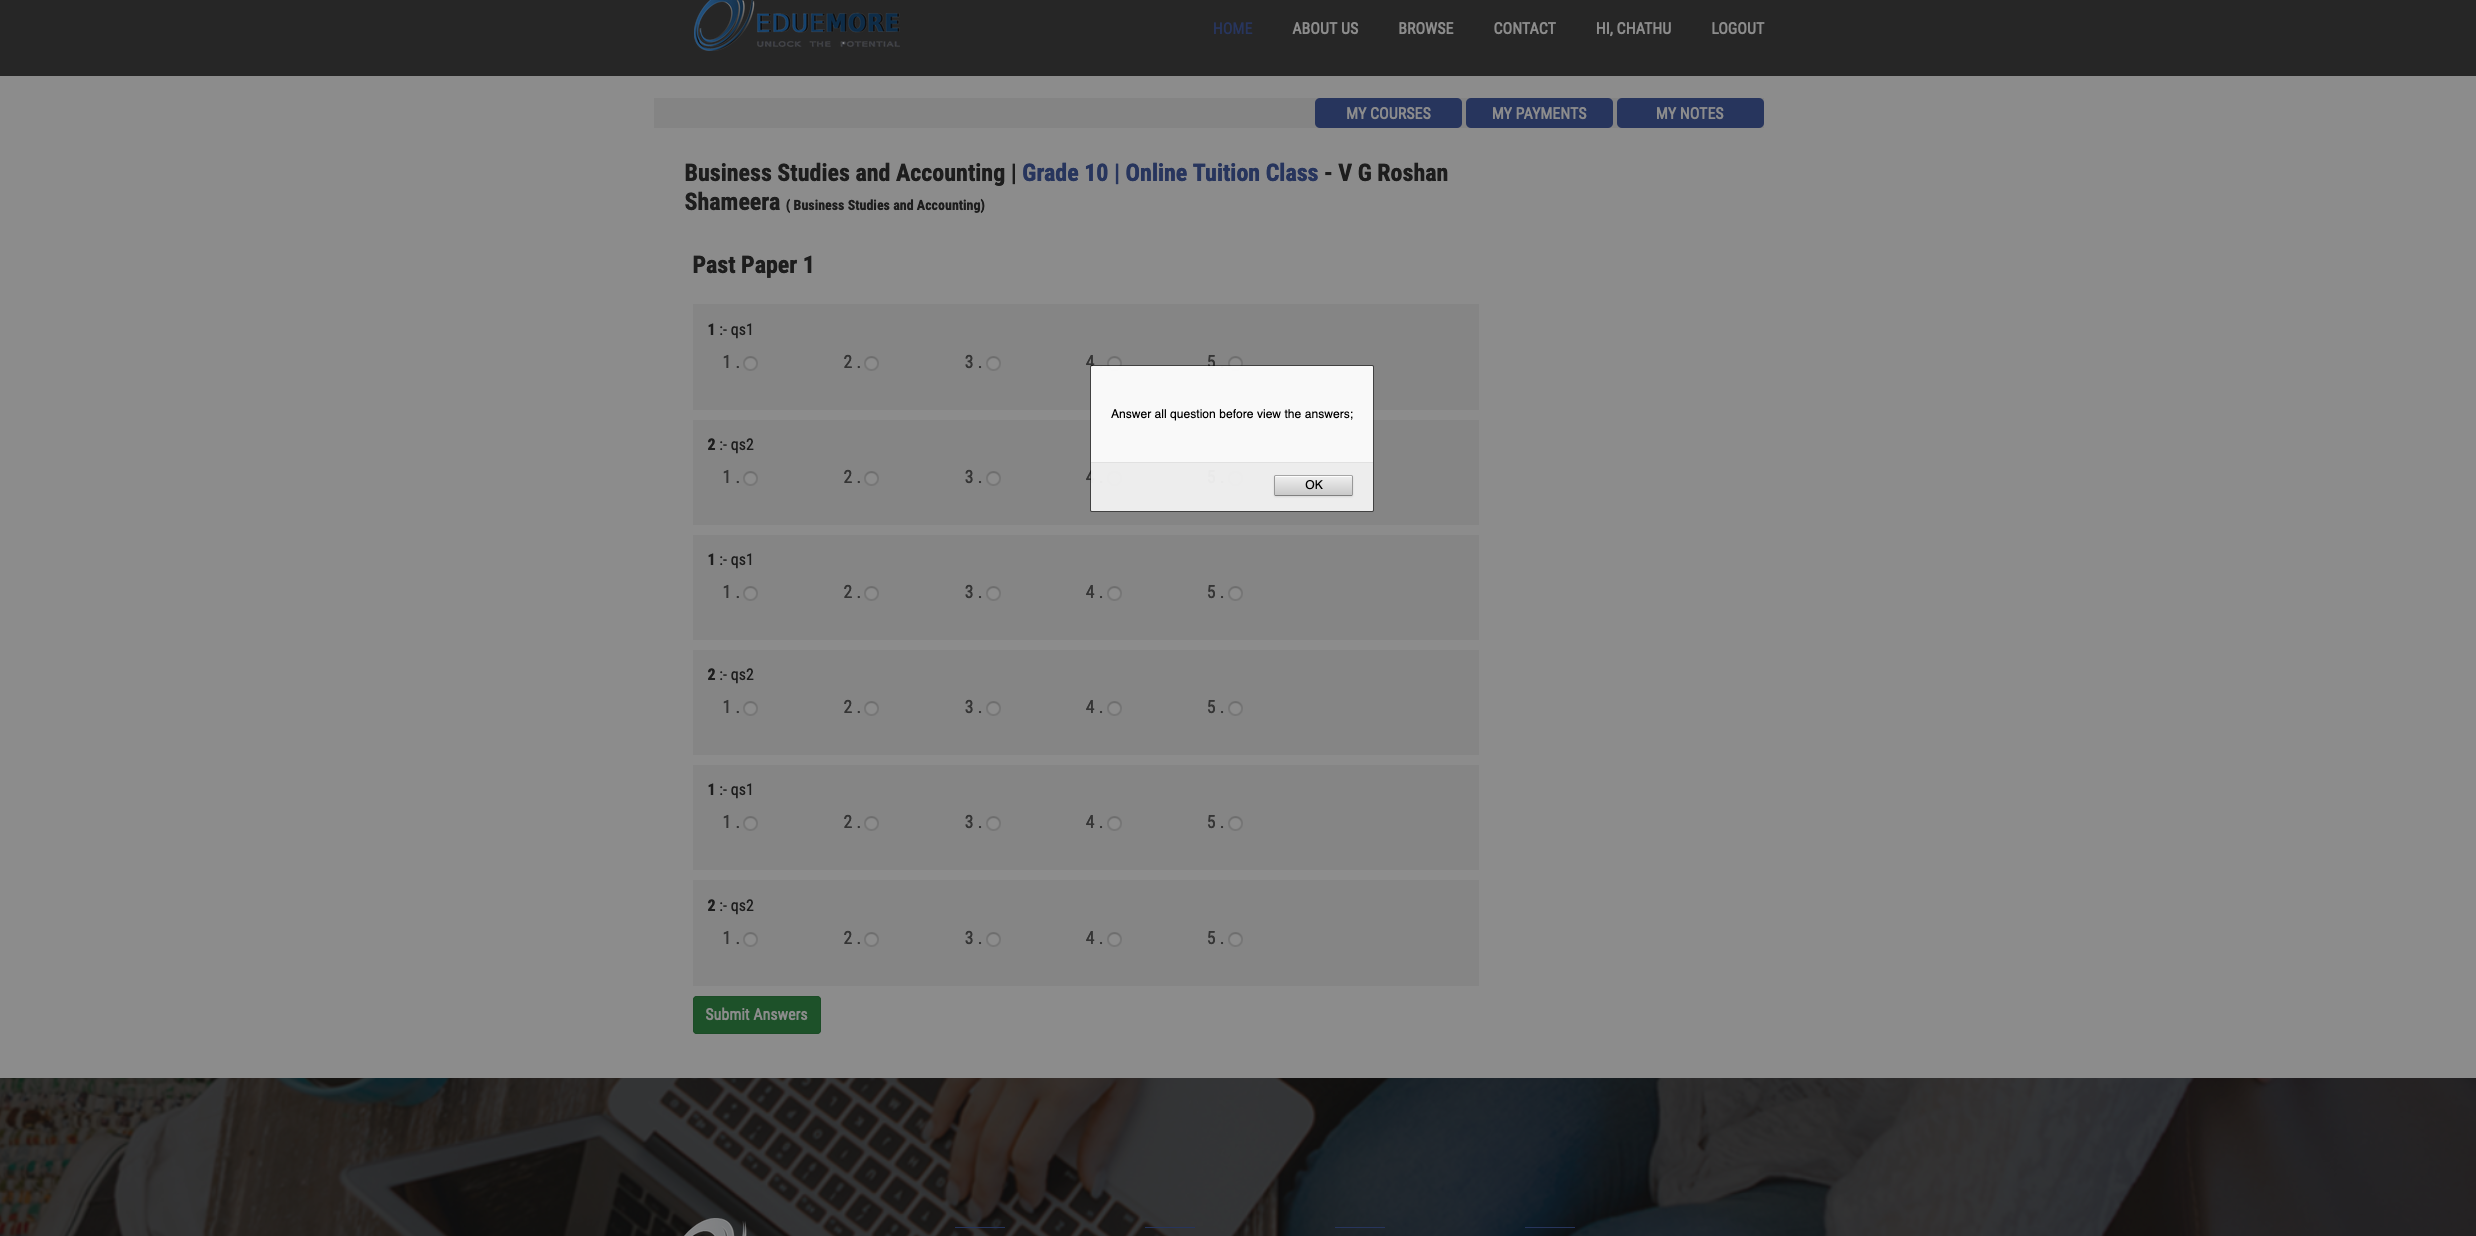 EDUEMORE
UNLOCK THE POTENTIAL
HOME ABOUT US BROWSE CONTACT HI, CHATHU LOGOUT
MY COURSES MY PAYMENTS MY NOTES
Business Studies and Accounting | Grade 10 | Online Tuition Class - V G Roshan
Shameera ( Business Studies and Accounting)
Past Paper 1
1 :- qs1
1 . 2 . 3 . 4 . 5 .
Answer all question before view the answers;
2 :- qs2
1 . 2 . 3 . 4 5
OK
1 :- qs1
1 . 2 . 3 . 4 . 5 .
2 :- qs2
1 . 2 . 3 . 4 . 5 .
1 :- qs1
1 . 2 . 3 . 4 . 5 .
2 :- qs2
1 . 2 . 3 . 4 . 5 .
Submit Answers